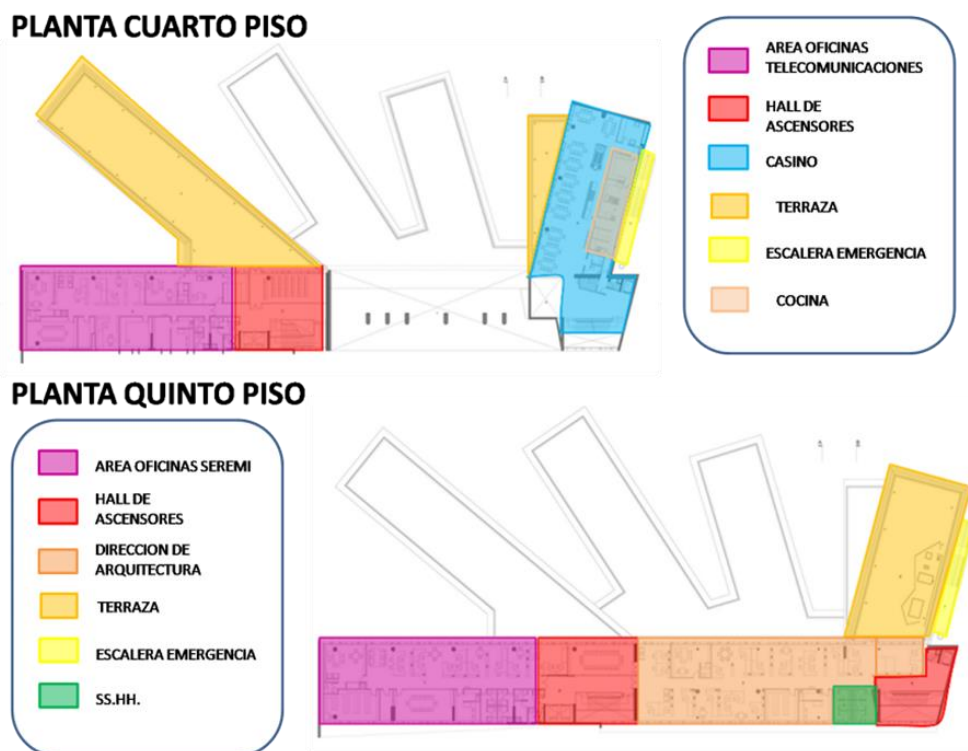 PLANTA CUARTO PISO
AREA OFICINAS
TELECOMUNICACIONES
HALL DE
ASCENSORES
CASINO
TERRAZA
ESCALERA EMERGENCIA
COCINA
PLANTA QUINTO PISO
AREA OFICINAS SEREMI
HALL DE
ASCENSORES
DIRECCION DE
ARQUITECTURA
TERRAZA
ESCALERA EMERGENCIA
SS.HH.